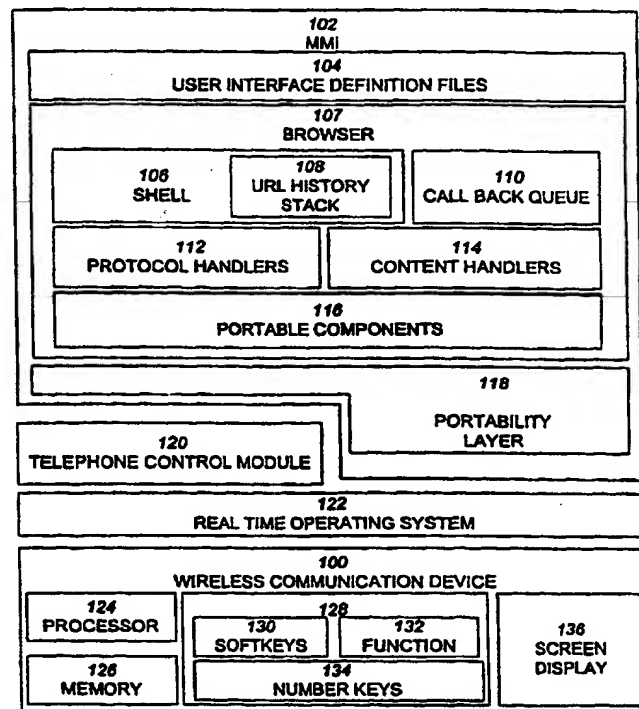 102
MMi
104
USER INTERFACE DEFINITION FILES
107
BROWSER
106
SHELL
108
URL HISTORY
STACK
110
CALL BACK QUEUE
112
PROTOCOL HANDLERS
114
CONTENT HANDLERS
116
PORTABLE COMPONENTS
118
PORTABILITY
LAYER
120
TELEPHONE CONTROL MODULE
122
REAL TIME OPERATING SYSTEM
100
WIRELESS COMMUNICATION DEVICE
124
PROCESSOR
126
MEMORY
128
130
SOFTKEYS
132
FUNCTION
134
NUMBER KEYS
136
SCREEN
DISPLAY